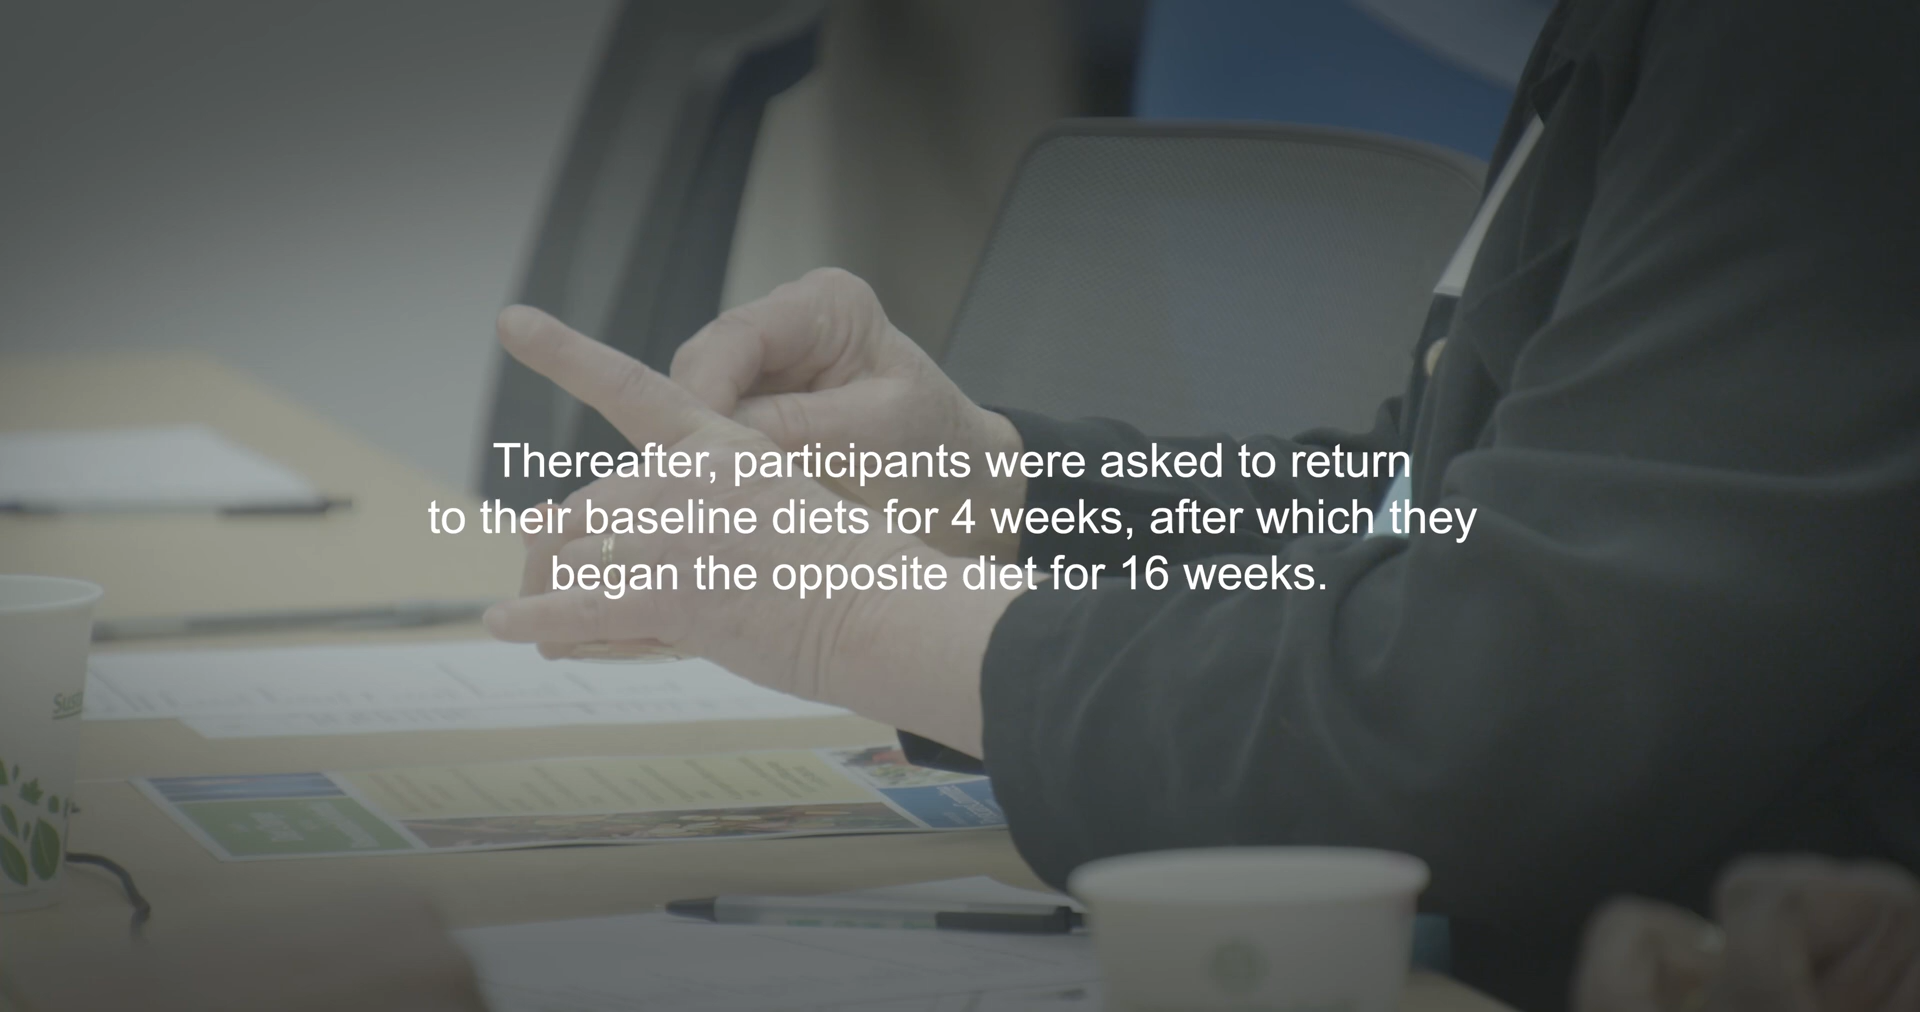 Thereafter, participants were asked to return
to their baseline diets for 4 weeks, after which they
began the opposite diet for 16 weeks.